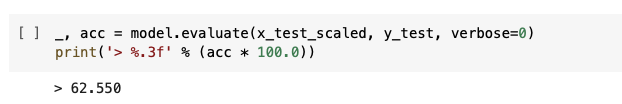 [ ] _, acc = model.evaluate(x_test_scaled, y_test, verbose=0)
print('> %.3f' % (acc * 100.0))
> 62.550